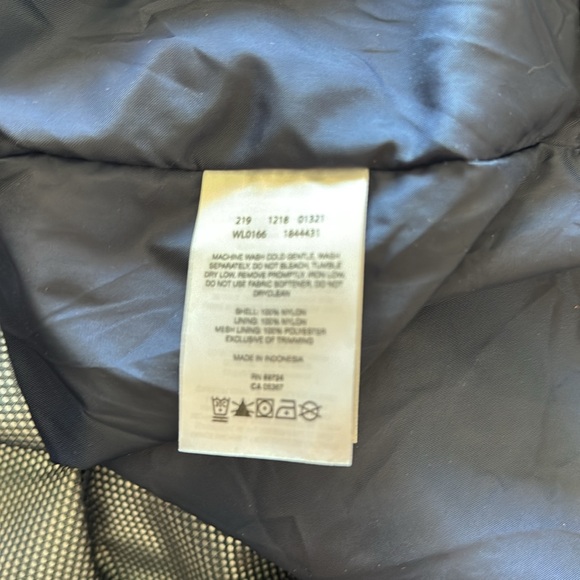 219 1218 01321
WL0166 1844431
MACHINE WASH COLD GENTLE, WASH
SEPARATELY, DO NOT BLEACH, TUMBLE
DRY LOW, REMOVE PROMPTLY, IRON LOW,
DO NOT USE FABRIC SOFTENER, DO NOT
DRYCLEAN
SHELL: 100% NYLON
LINING: 100% NYLON
MESH LINING: 100% POLYESTER
EXCLUSIVE OF TRIMMING
MADE IN INDONESIA
RN 89724
CA 05367